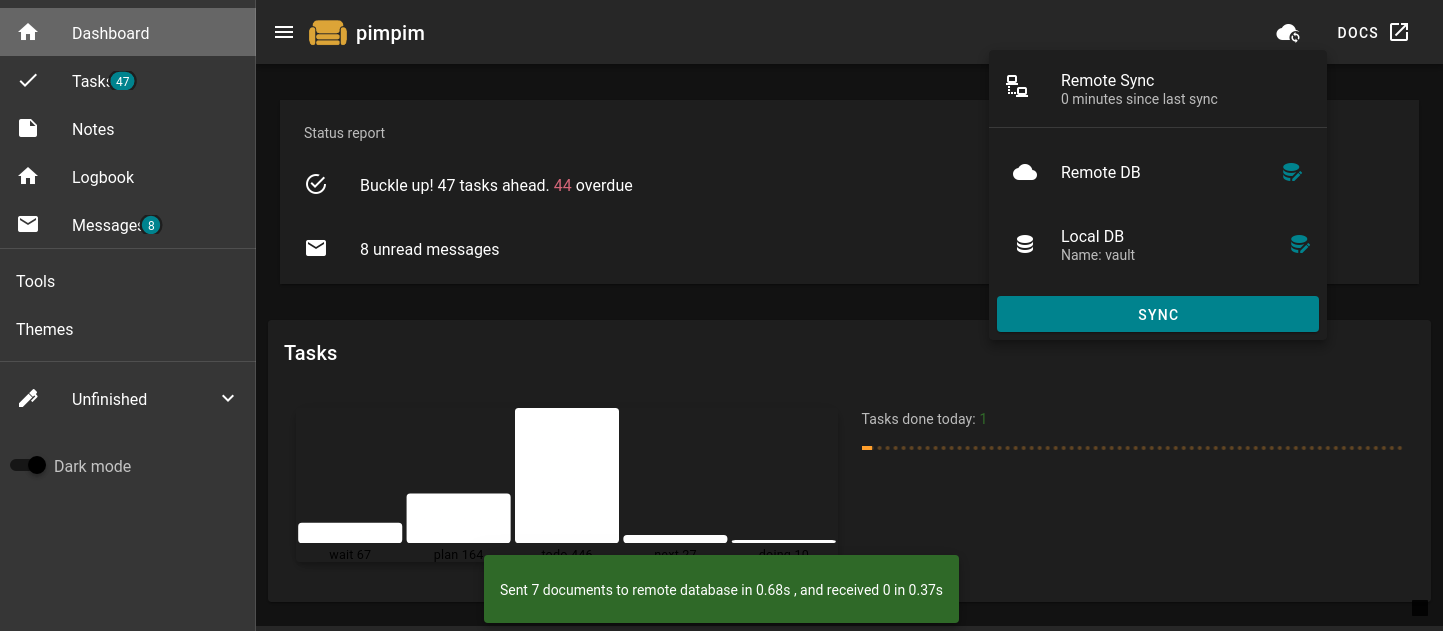 Dashboard
Tasks 47
Notes
Logbook
Messages 8
Tools
Themes
Unfinished
Dark mode
pimpim
DOCS
Remote Sync
0 minutes since last sync
Remote DB
Local DB
Name: vault
SYNC
Status report
Buckle up! 47 tasks ahead. 44 overdue
8 unread messages
Tasks
Tasks done today: 1
wait 67
plan 164
todo 446
next 27
doing 10
Sent 7 documents to remote database in 0.68s , and received 0 in 0.37s